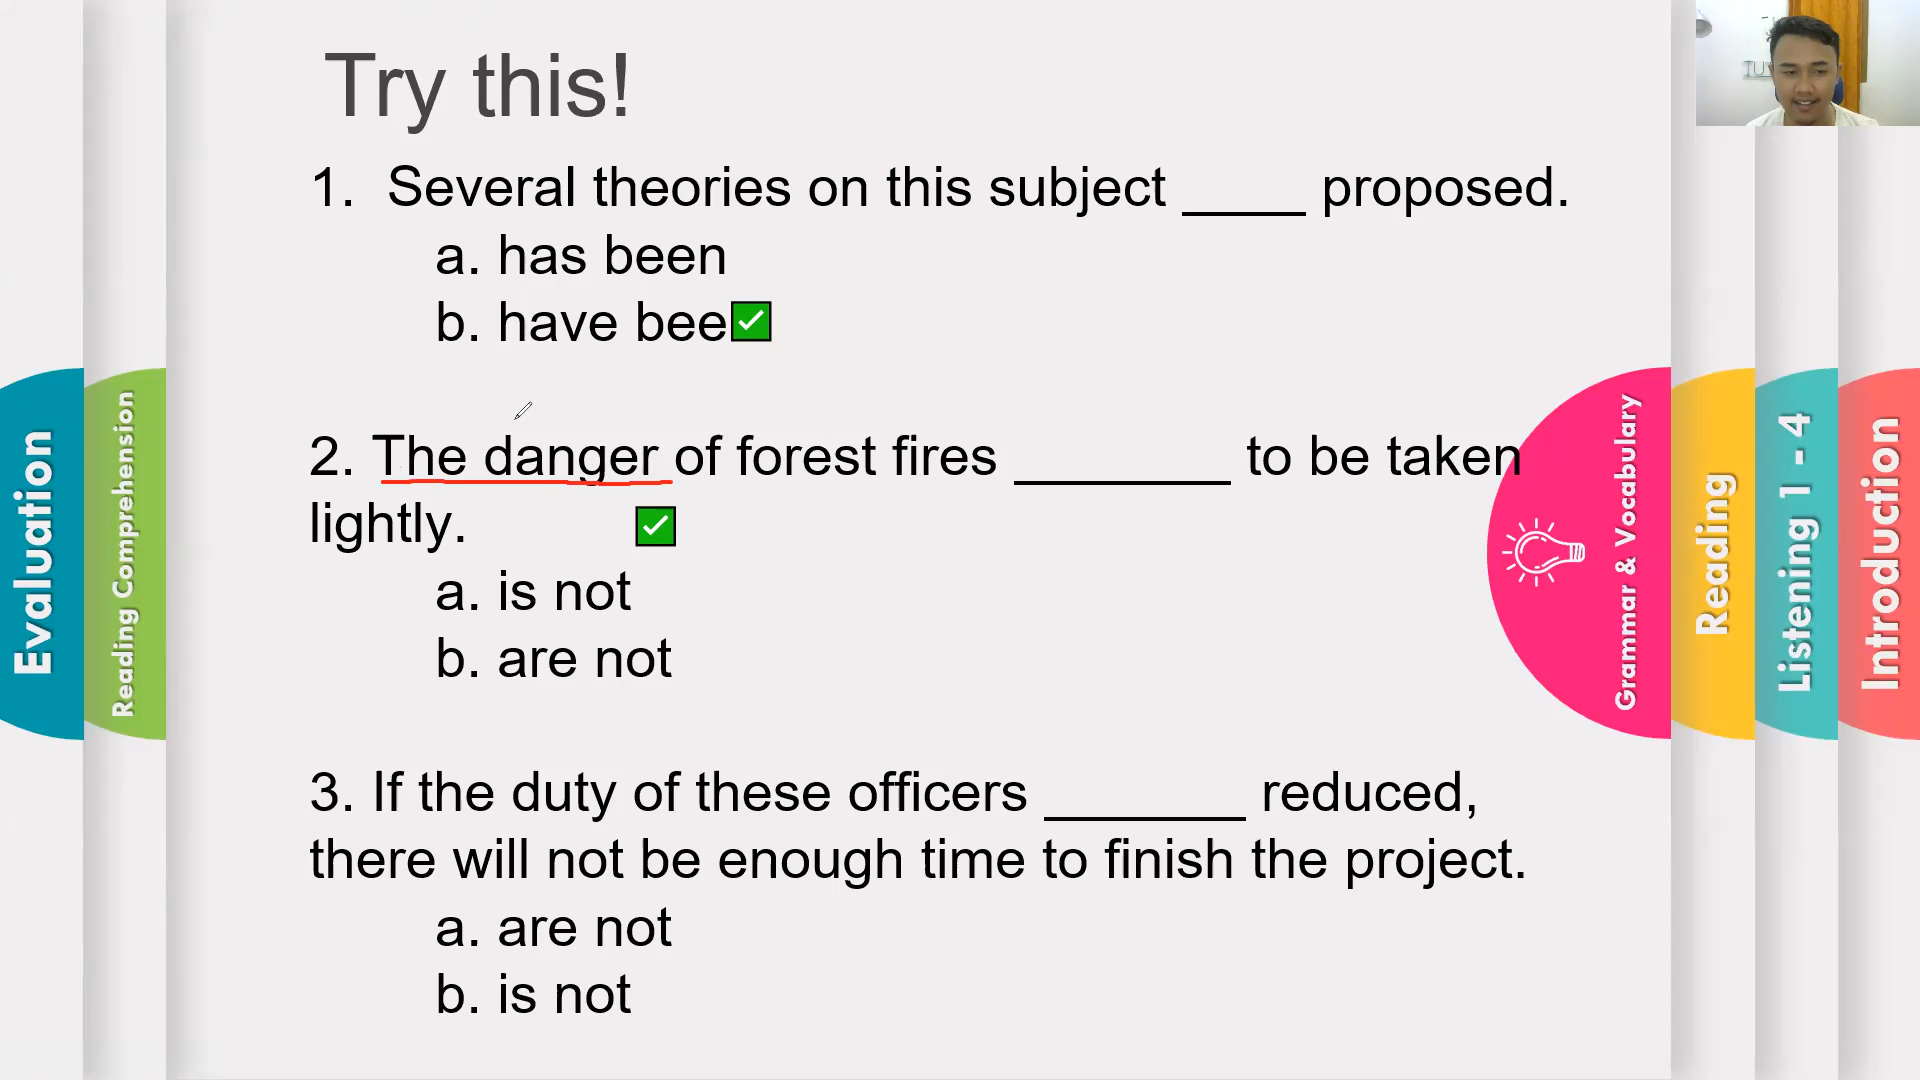 Try this!
1. Several theories on this subject ____ proposed.
a. has been
b. have bee
2. The danger of forest fires _______ to be taken
lightly.
a. is not
b. are not
3. If the duty of these officers ______ reduced,
there will not be enough time to finish the project.
a. are not
b. is not
Evaluation
Reading Comprehension
Grammar & Vocabulary
Reading
Listening 1 - 4
Introduction